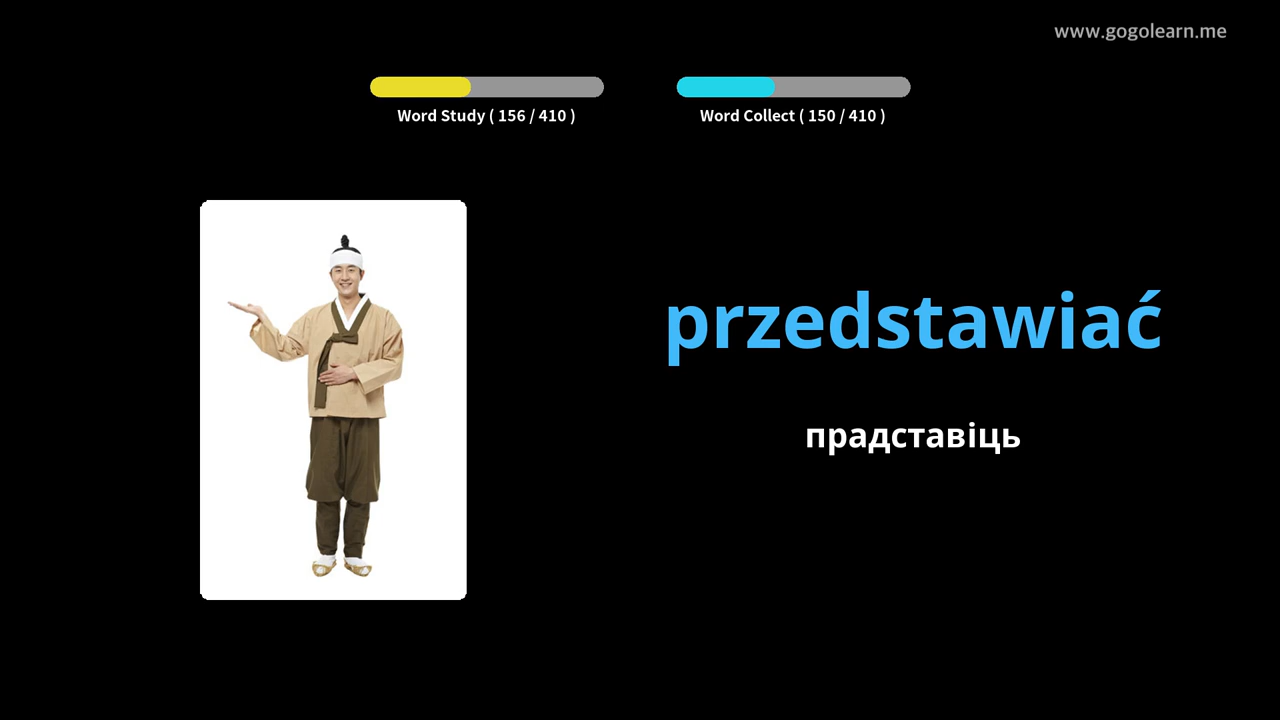 www.gogolearn.me
Word Study ( 156 / 410 )
Word Collect ( 150 / 410 )
przedstawiać
прадставіць